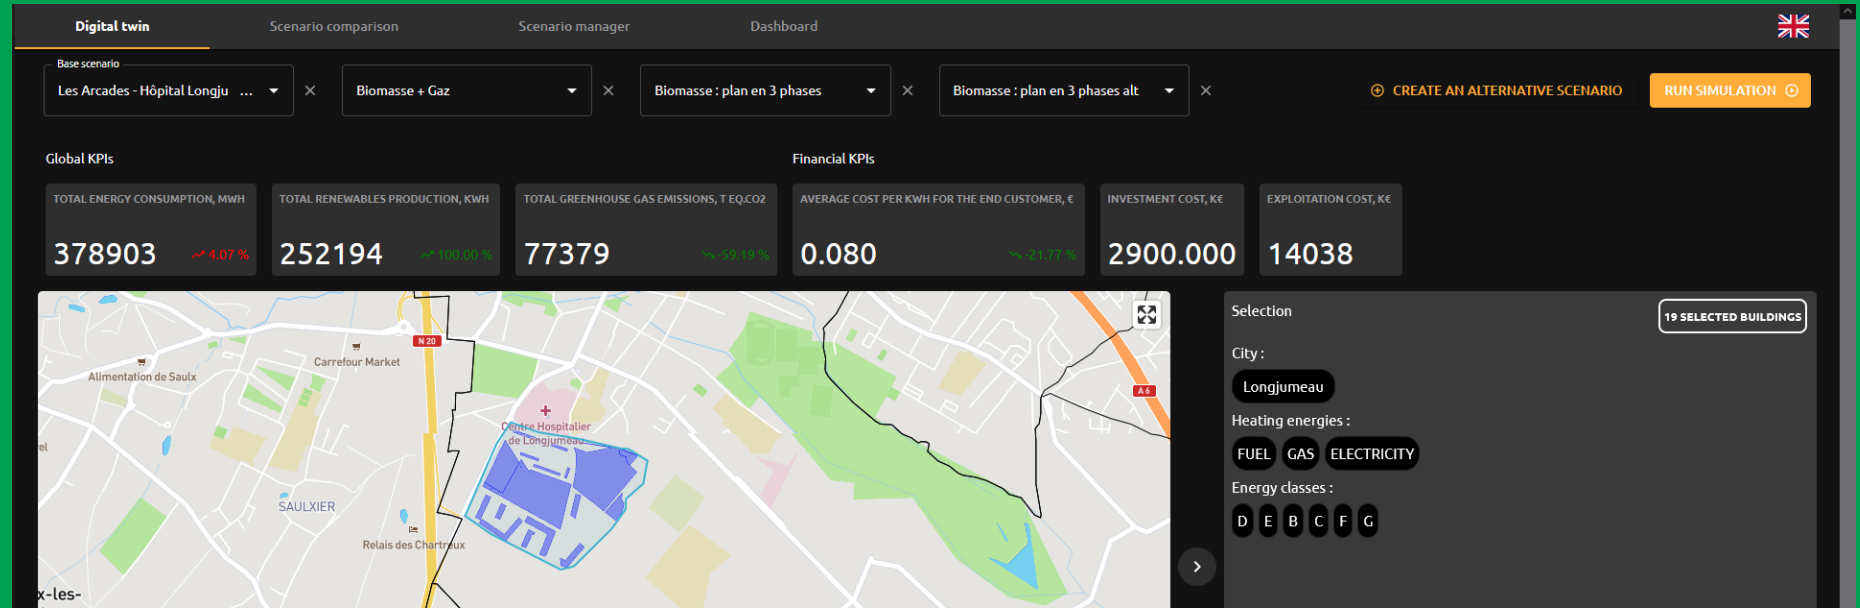 Digital twin
Scenario comparison
Scenario manager
Dashboard
Base scenario
Les Arcades - Hôpital Longju ...
Biomasse + Gaz
Biomasse : plan en 3 phases
Biomasse : plan en 3 phases alt
CREATE AN ALTERNATIVE SCENARIO
RUN SIMULATION
Global KPIs
Financial KPIs
TOTAL ENERGY CONSUMPTION, MWH
378903
4.07 %
TOTAL RENEWABLES PRODUCTION, KWH
252194
100.00 %
TOTAL GREENHOUSE GAS EMISSIONS, T EQ.CO2
77379
-59.19 %
AVERAGE COST PER KWH FOR THE END CUSTOMER, €
0.080
-21.77 %
INVESTMENT COST, K€
2900.000
EXPLOITATION COST, K€
14038
N 20
Carrefour Market
Alimentation de Saulx
A 6
Centre Hospitalier
de Longjumeau
el
SAULXIER
Relais des Chartreux
x-les-
Selection
19 SELECTED BUILDINGS
City :
Longjumeau
Heating energies :
FUEL GAS ELECTRICITY
Energy classes :
D E B C F G